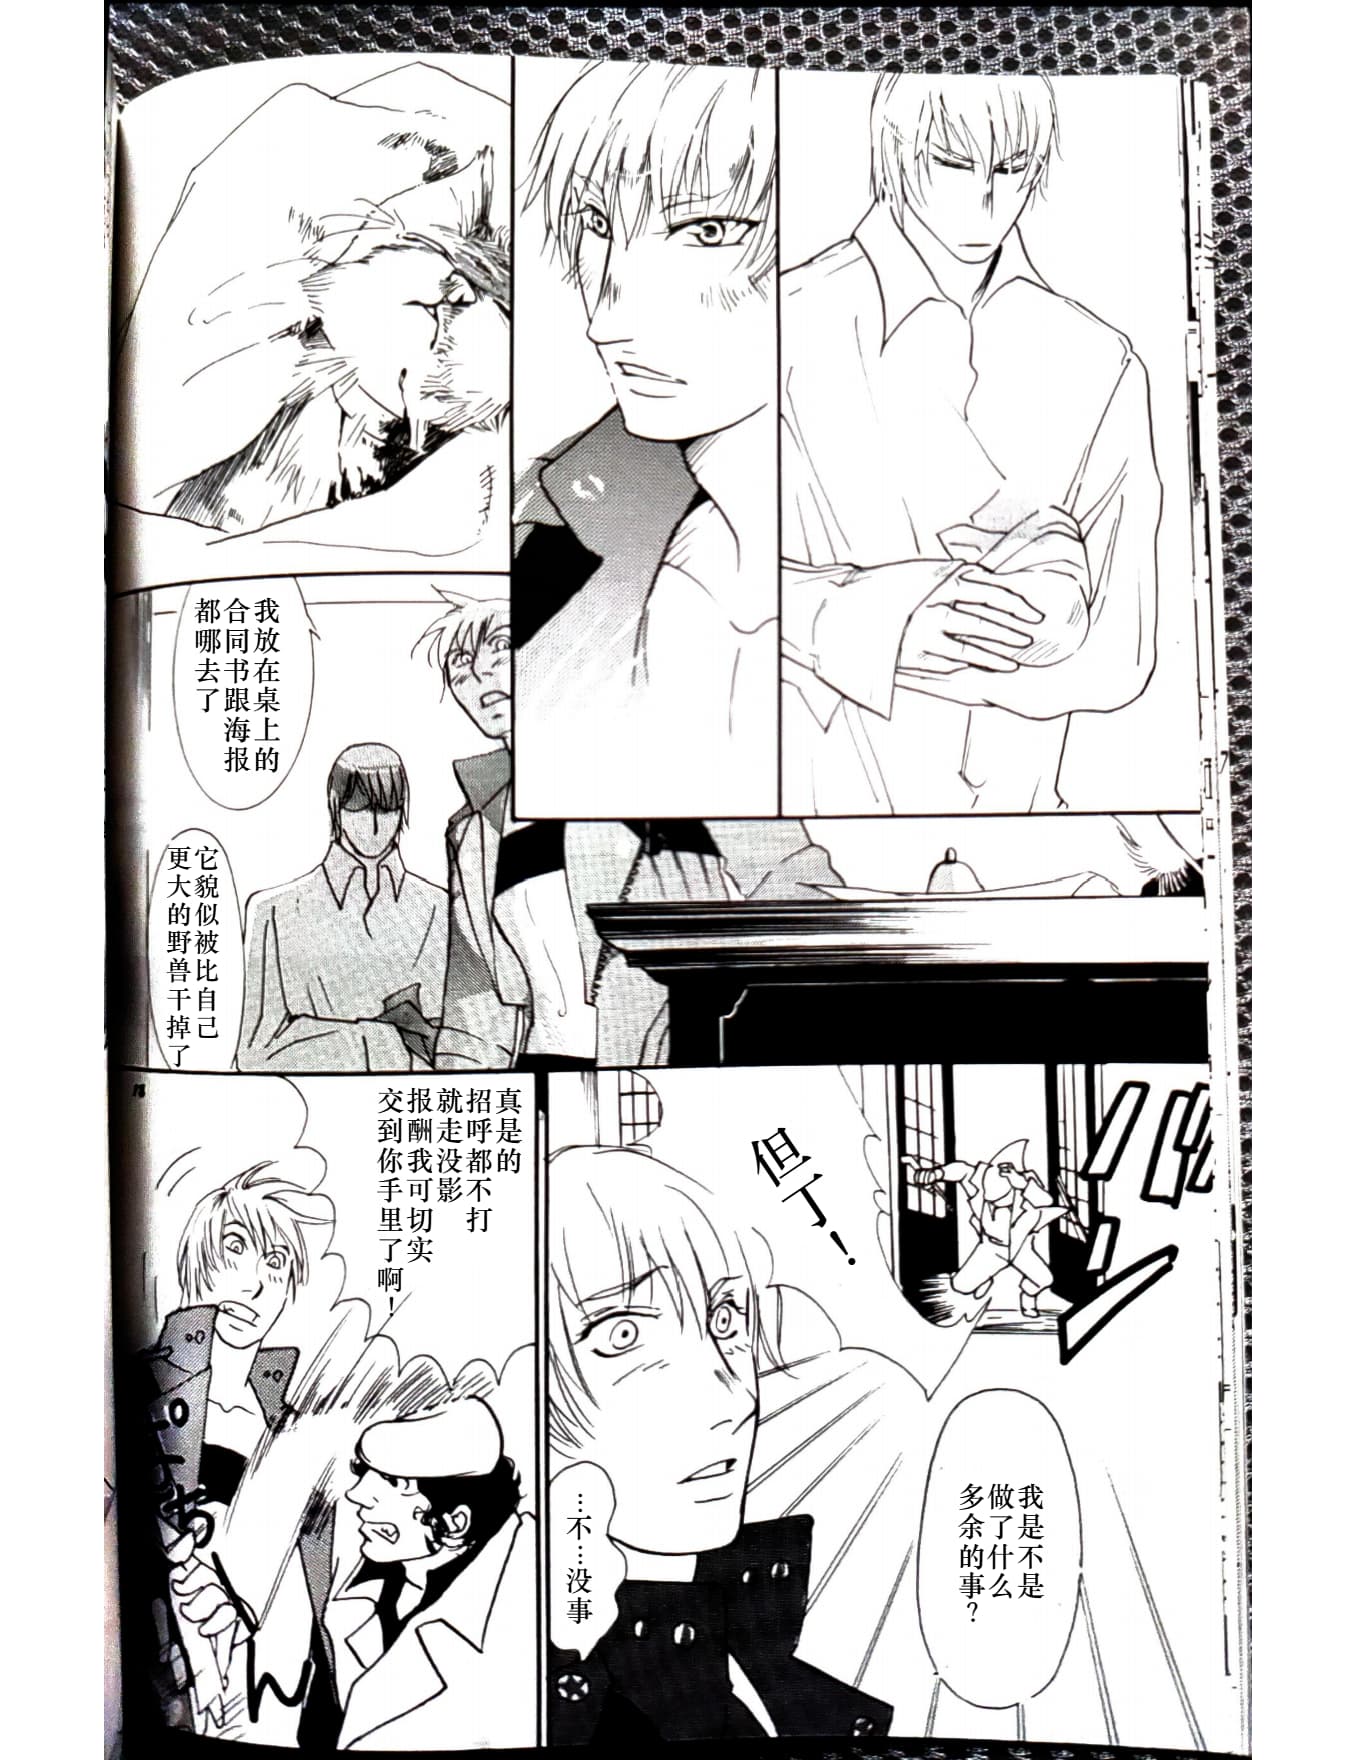 我放在桌上的
合同书跟海报
都哪去了
它貌似被比自己
更大的野兽干掉了
但丁！
我是不是
做了什么
多余的事？
…不…没事
真是的
招呼都不打
就走没影
报酬我可切实
交到你手里了啊！
18